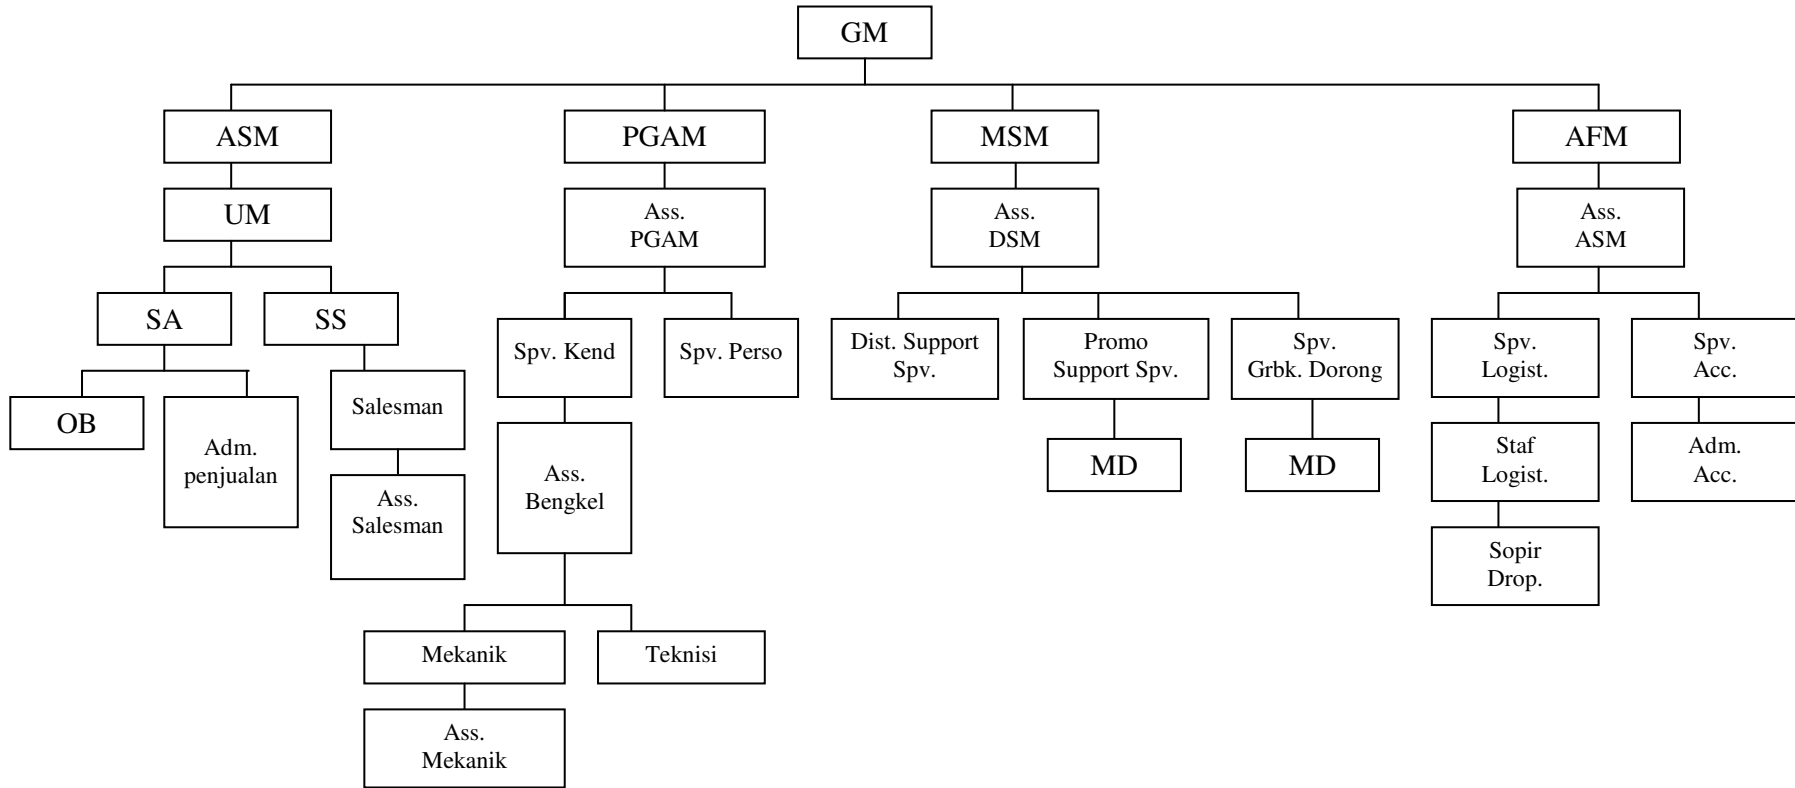 GM
ASM
PGAM
MSM
AFM
UM
Ass.
PGAM
Ass.
DSM
Ass.
ASM
SA
SS
Spv. Kend
Spv. Perso
Dist. Support
Spv.
Promo
Support Spv.
Spv.
Grbk. Dorong
Spv.
Logist.
Spv.
Acc.
OB
Adm.
penjualan
Salesman
Ass.
Salesman
Ass.
Bengkel
MD
MD
Staf
Logist.
Adm.
Acc.
Sopir
Drop.
Mekanik
Teknisi
Ass.
Mekanik